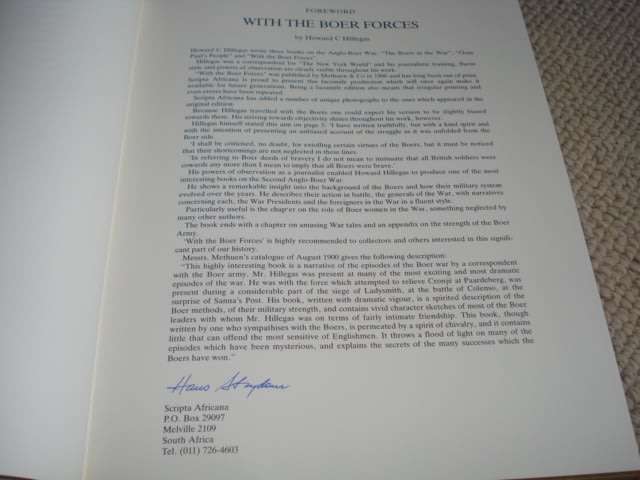 FOREWORD
WITH THE BOER FORCES
by Howard C Hillegas
Howard C Hillegas wrote three books on the Anglo-Boer War. "The Boers in the War", "Oom
Paul's People" and "With the Boer Forces".
Hillegas was a correspondent for "The New York World" and his journalistic training, fluent
style and powers of observation are clearly visible throughout his work.
"With the Boer Forces" was published by Methuen & Co in 1900 and has long been out of print.
Scripta Africana is proud to present this facsimile production which will once again make it
available for future generations. Being a facsimile edition also means that irregular printing and
even errors have been repeated.
Scripta Africana has added a number of unique photographs to the ones which appeared in the
original edition.
Because Hillegas travelled with the Boers one could expect his version to be slightly biased
towards them. His striving towards objectivity shines throughout his work, however.
Hillegas himself stated this aim on page 5: 'I have written truthfully, but with a kind spirit and
with the intention of presenting an unbiased account of the struggle as it was unfolded from the
Boer side.
'I shall be criticised, no doubt, for extolling certain virtues of the Boers, but it must be noticed
that their shortcomings are not neglected in these lines.
'In referring to Boer deeds of bravery I do not mean to insinuate that all British soldiers were
cowards any more than I mean to imply that all Boers were brave.'
His powers of observation as a journalist enabled Howard Hillegas to produce one of the most
interesting books on the Second Anglo-Boer War.
He shows a remarkable insight into the background of the Boers and how their military system
evolved over the years. He describes their action in battle, the generals of the War, with narratives
concerning each, the War Presidents and the foreigners in the War in a fluent style.
Particularly useful is the chapter on the role of Boer women in the War, something neglected by
many other authors.
The book ends with a chapter on amusing War tales and an appendix on the strength of the Boer
Army.
'With the Boer Forces' is highly recommended to collectors and others interested in this signifi-
cant part of our history.
Messrs. Methuen's catalogue of August 1900 gives the following description:
"This highly interesting book is a narrative of the episodes of the Boer war by a correspondent
with the Boer army. Mr. Hillegas was present at many of the most exciting and most dramatic
episodes of the war. He was with the force which attempted to relieve Cronji at Paardeberg, was
present during a considerable part of the siege of Ladysmith, at the battle of Colenso, at the
surprise of Sanna's Post. His book, written with dramatic vigour, is a spirited description of the
Boer methods, of their military strength, and contains vivid character sketches of most of the Boer
leaders with whom Mr. Hillegas was on terms of fairly intimate friendship. This book, though
written by one who sympathises with the Boers, is permeated by a spirit of chivalry, and it contains
little that can offend the most sensitive of Englishmen. It throws a flood of light on many of the
episodes which have been mysterious, and explains the secrets of the many successes which the
Boers have won."
Hans Strydom
Scripta Africana
P.O. Box 29097
Melville 2109
South Africa
Tel. (011) 726-4603